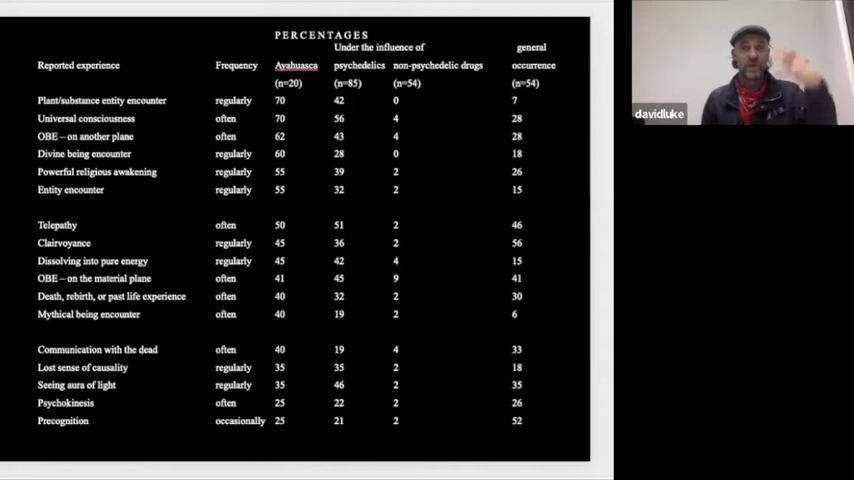 PERCENTAGES
Under the influence of general
Reported experience Frequency Ayahuasca psychedelics non-psychedelic drugs occurrence
(n=20) (n=85) (n=54) (n=54)
Plant/substance entity encounter regularly 70 42 0 7
Universal consciousness often 70 56 4 28
OBE – on another plane often 62 43 4 28
Divine being encounter regularly 60 28 0 18
Powerful religious awakening regularly 55 39 2 26
Entity encounter regularly 55 32 2 15
Telepathy often 50 51 2 46
Clairvoyance regularly 45 36 2 56
Dissolving into pure energy regularly 45 42 4 15
OBE – on the material plane often 41 45 9 41
Death, rebirth, or past life experience often 40 32 2 30
Mythical being encounter often 40 19 2 6
Communication with the dead often 40 19 4 33
Lost sense of causality regularly 35 35 2 18
Seeing aura of light regularly 35 46 2 35
Psychokinesis often 25 22 2 26
Precognition occasionally 25 21 2 52
davidluke